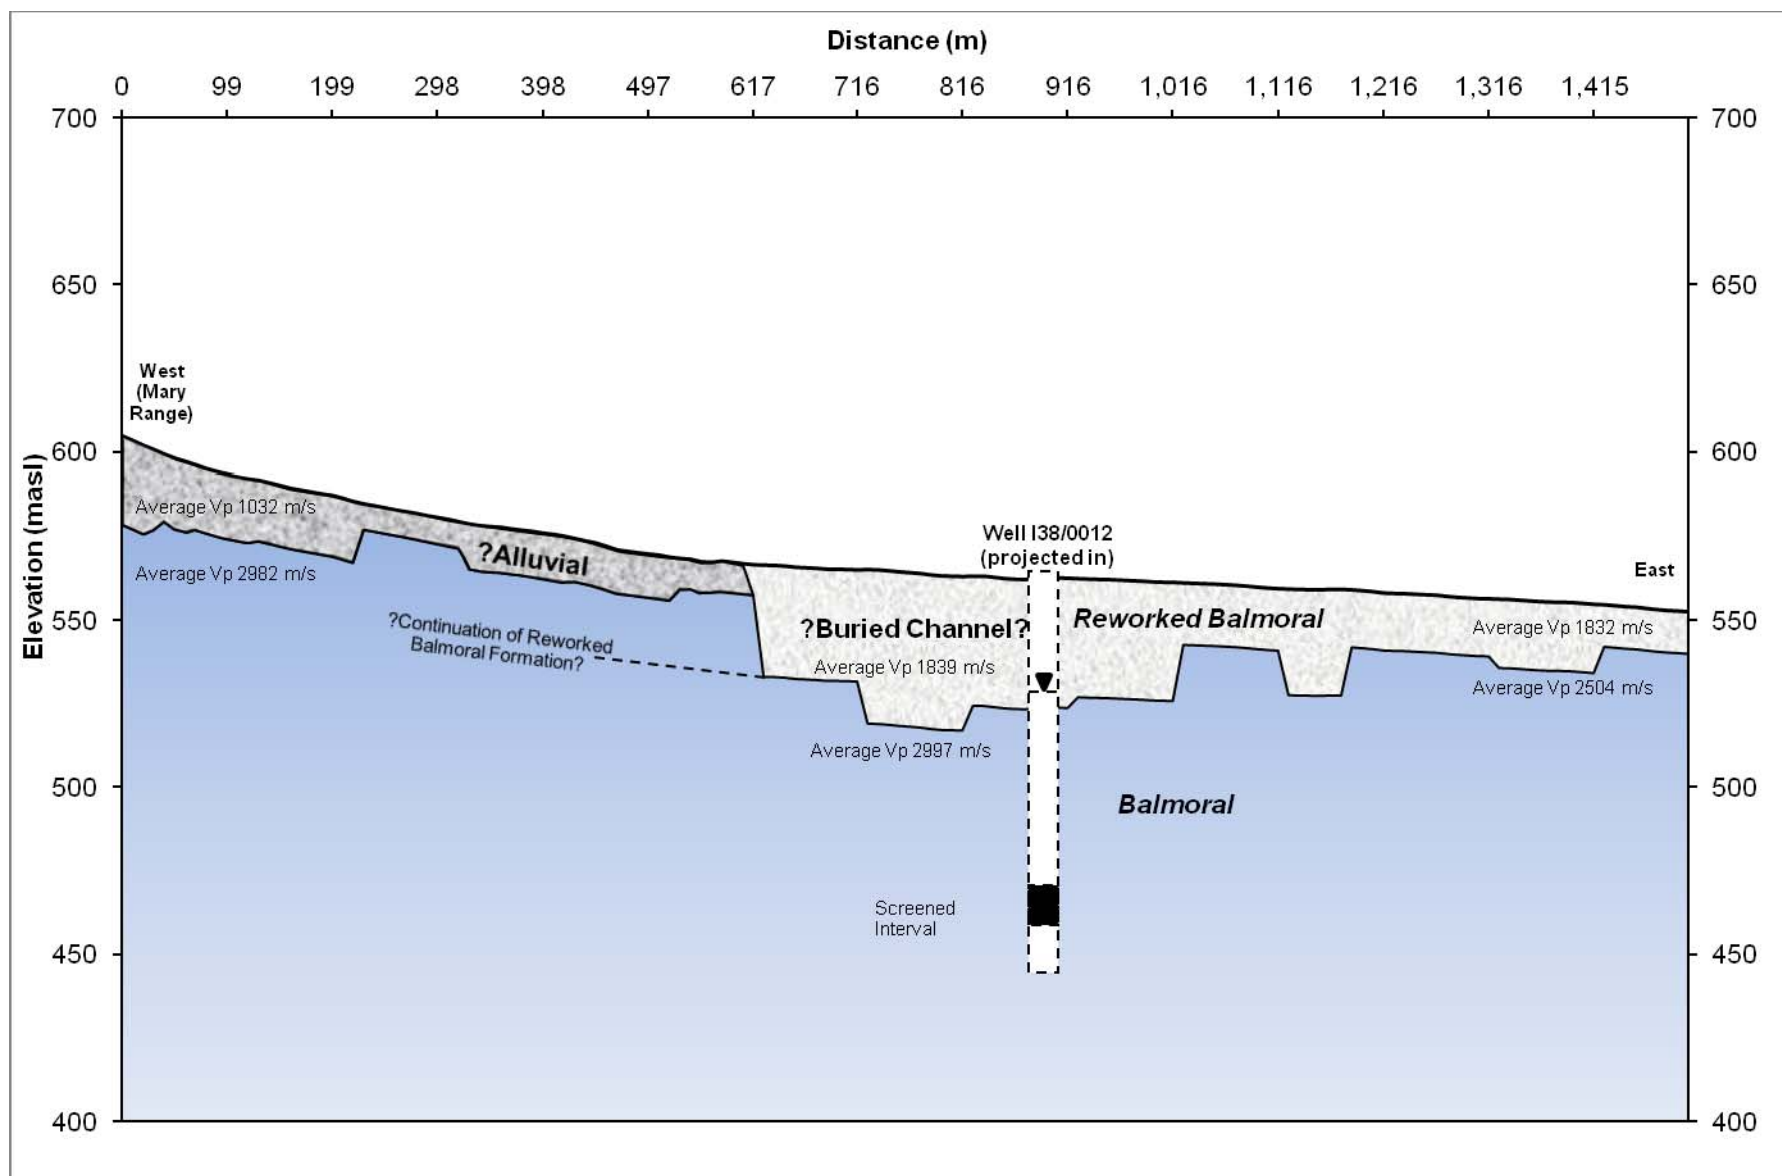 Distance (m)
0 99 199 298 398 497 617 716 816 916 1,016 1,116 1,216 1,316 1,415
700 700
650 650
West
(Mary
Range)
600 600
Elevation (masl)
Average Vp 1032 m/s
Average Vp 2982 m/s
?Alluvial
Well I38/0012
(projected in)
East
550 550
?Continuation of Reworked
Balmoral Formation?
?Buried Channel?
Average Vp 1839 m/s
Reworked Balmoral
Average Vp 1832 m/s
Average Vp 2504 m/s
Average Vp 2997 m/s
500 500
Balmoral
Screened
Interval
450 450
400 400